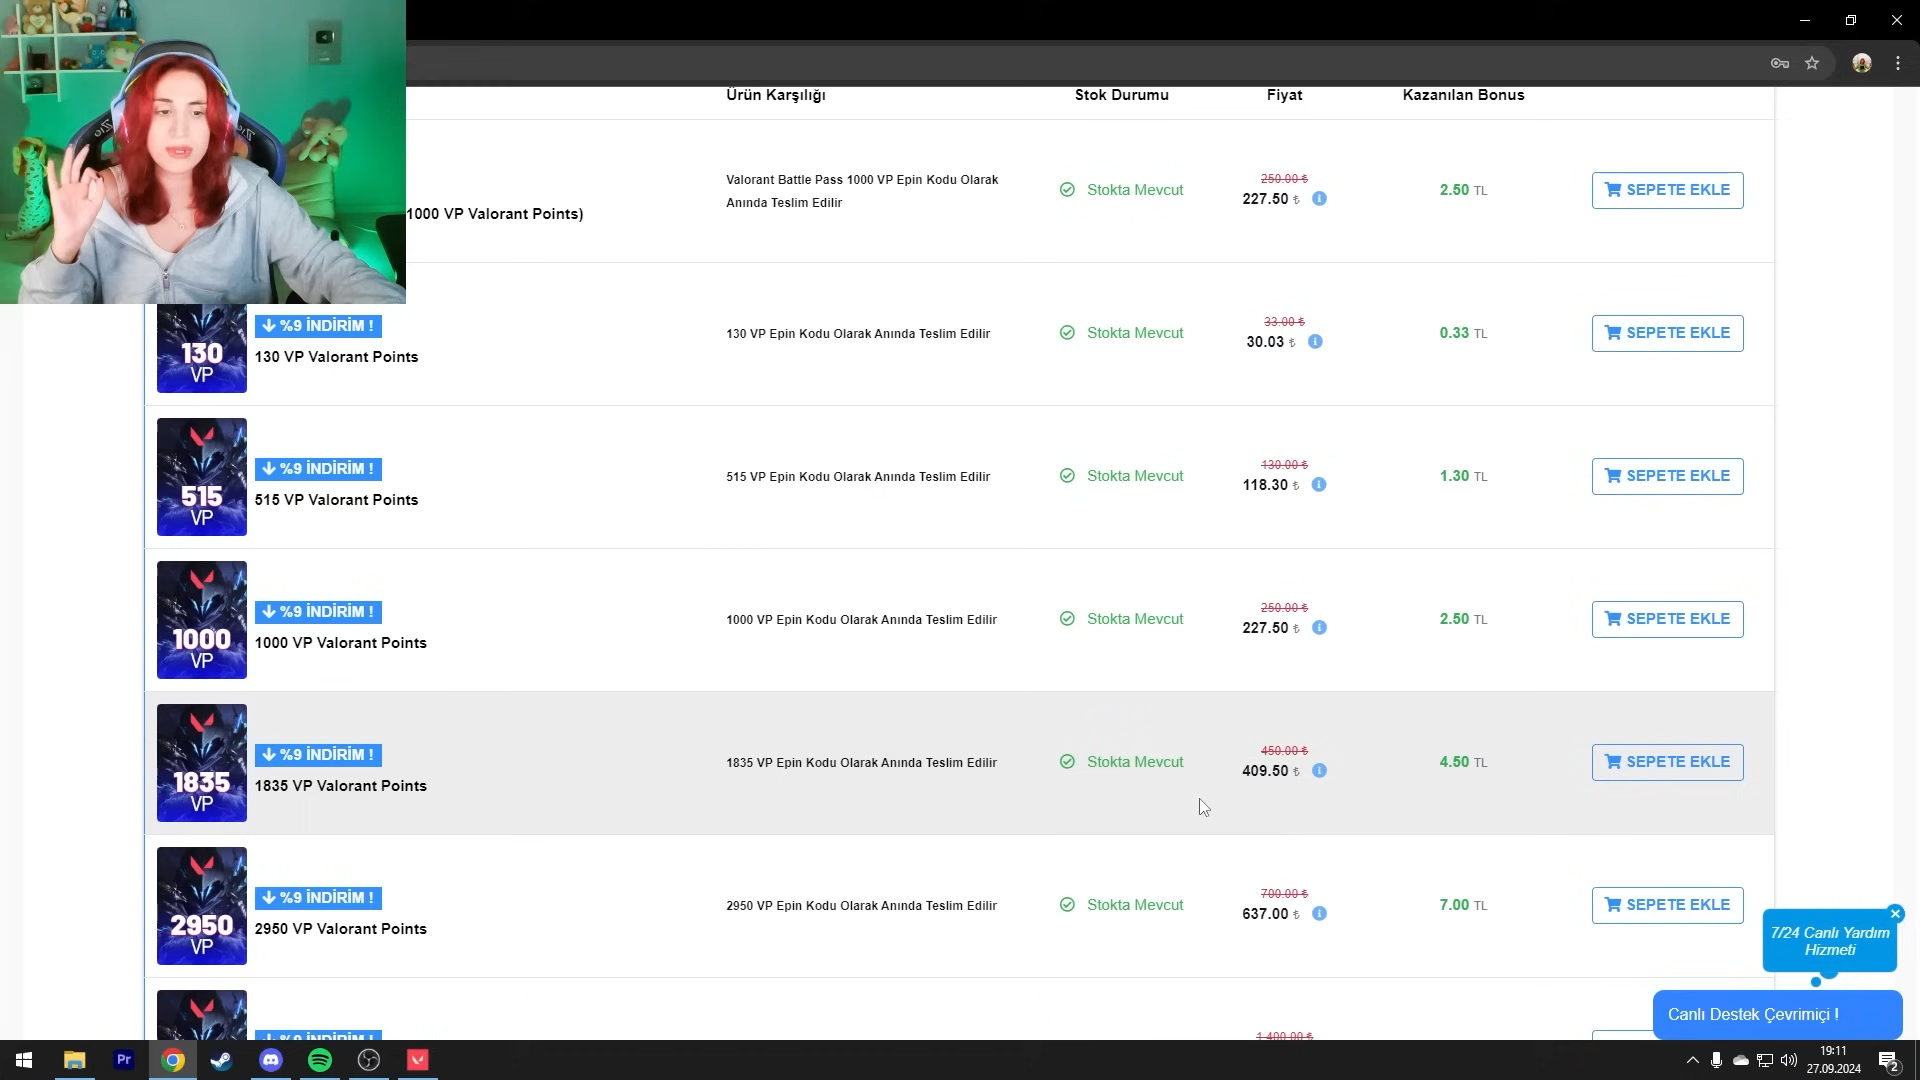 Ürün Karşılığı
Stok Durumu
Fiyat
Kazanılan Bonus
1000 VP Valorant Points)
Valorant Battle Pass 1000 VP Epin Kodu Olarak
Anında Teslim Edilir
Stokta Mevcut
250.00 ₺
227.50 ₺
2.50 TL
SEPETE EKLE
130
VP
%9 İNDİRİM !
130 VP Valorant Points
130 VP Epin Kodu Olarak Anında Teslim Edilir
Stokta Mevcut
33.00 ₺
30.03 ₺
0.33 TL
SEPETE EKLE
515
VP
%9 İNDİRİM !
515 VP Valorant Points
515 VP Epin Kodu Olarak Anında Teslim Edilir
Stokta Mevcut
130.00 ₺
118.30 ₺
1.30 TL
SEPETE EKLE
1000
VP
%9 İNDİRİM !
1000 VP Valorant Points
1000 VP Epin Kodu Olarak Anında Teslim Edilir
Stokta Mevcut
250.00 ₺
227.50 ₺
2.50 TL
SEPETE EKLE
1835
VP
%9 İNDİRİM !
1835 VP Valorant Points
1835 VP Epin Kodu Olarak Anında Teslim Edilir
Stokta Mevcut
450.00 ₺
409.50 ₺
4.50 TL
SEPETE EKLE
2950
VP
%9 İNDİRİM !
2950 VP Valorant Points
2950 VP Epin Kodu Olarak Anında Teslim Edilir
Stokta Mevcut
700.00 ₺
637.00 ₺
7.00 TL
SEPETE EKLE
7/24 Canlı Yardım
Hizmeti
%9 İNDİRİM !
1.400.00 ₺
Canlı Destek Çevrimiçi !
Pr
19:11
27.09.2024
2